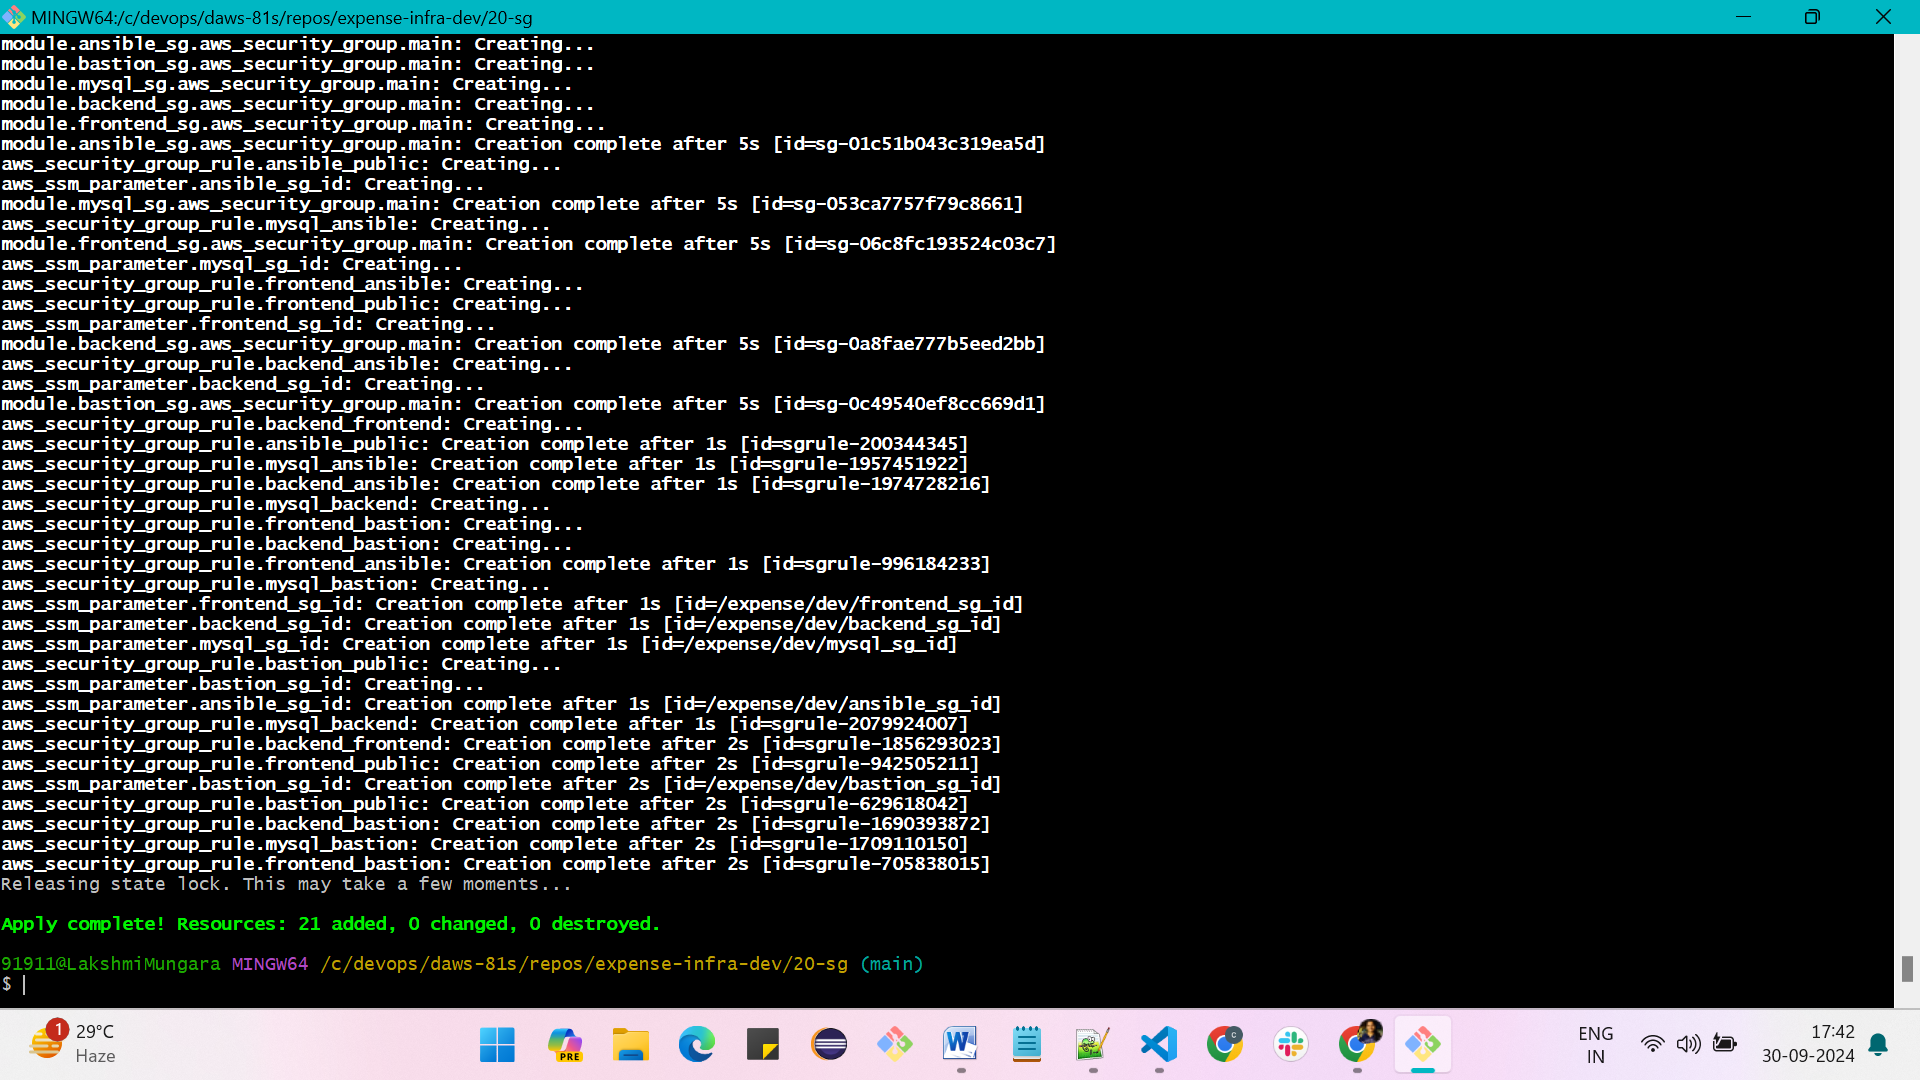 MINGW64:/c/devops/daws-81s/repos/expense-infra-dev/20-sg
module.ansible_sg.aws_security_group.main: Creating...
module.bastion_sg.aws_security_group.main: Creating...
module.mysql_sg.aws_security_group.main: Creating...
module.backend_sg.aws_security_group.main: Creating...
module.frontend_sg.aws_security_group.main: Creating...
module.ansible_sg.aws_security_group.main: Creation complete after 5s [id=sg-01c51b043c319ea5d]
aws_security_group_rule.ansible_public: Creating...
aws_ssm_parameter.ansible_sg_id: Creating...
module.mysql_sg.aws_security_group.main: Creation complete after 5s [id=sg-053ca7757f79c8661]
aws_security_group_rule.mysql_ansible: Creating...
module.frontend_sg.aws_security_group.main: Creation complete after 5s [id=sg-06c8fc193524c03c7]
aws_ssm_parameter.mysql_sg_id: Creating...
aws_security_group_rule.frontend_ansible: Creating...
aws_security_group_rule.frontend_public: Creating...
aws_ssm_parameter.frontend_sg_id: Creating...
module.backend_sg.aws_security_group.main: Creation complete after 5s [id=sg-0a8fae777b5eed2bb]
aws_security_group_rule.backend_ansible: Creating...
aws_ssm_parameter.backend_sg_id: Creating...
module.bastion_sg.aws_security_group.main: Creation complete after 5s [id=sg-0c49540ef8cc669d1]
aws_security_group_rule.backend_frontend: Creating...
aws_security_group_rule.ansible_public: Creation complete after 1s [id=sgrule-200344345]
aws_security_group_rule.mysql_ansible: Creation complete after 1s [id=sgrule-1957451922]
aws_security_group_rule.backend_ansible: Creation complete after 1s [id=sgrule-1974728216]
aws_security_group_rule.mysql_backend: Creating...
aws_security_group_rule.frontend_bastion: Creating...
aws_security_group_rule.backend_bastion: Creating...
aws_security_group_rule.frontend_ansible: Creation complete after 1s [id=sgrule-996184233]
aws_security_group_rule.mysql_bastion: Creating...
aws_ssm_parameter.frontend_sg_id: Creation complete after 1s [id=/expense/dev/frontend_sg_id]
aws_ssm_parameter.backend_sg_id: Creation complete after 1s [id=/expense/dev/backend_sg_id]
aws_ssm_parameter.mysql_sg_id: Creation complete after 1s [id=/expense/dev/mysql_sg_id]
aws_security_group_rule.bastion_public: Creating...
aws_ssm_parameter.bastion_sg_id: Creating...
aws_ssm_parameter.ansible_sg_id: Creation complete after 1s [id=/expense/dev/ansible_sg_id]
aws_security_group_rule.mysql_backend: Creation complete after 1s [id=sgrule-2079924007]
aws_security_group_rule.backend_frontend: Creation complete after 2s [id=sgrule-1856293023]
aws_security_group_rule.frontend_public: Creation complete after 2s [id=sgrule-942505211]
aws_ssm_parameter.bastion_sg_id: Creation complete after 2s [id=/expense/dev/bastion_sg_id]
aws_security_group_rule.bastion_public: Creation complete after 2s [id=sgrule-629618042]
aws_security_group_rule.backend_bastion: Creation complete after 2s [id=sgrule-1690393872]
aws_security_group_rule.mysql_bastion: Creation complete after 2s [id=sgrule-1709110150]
aws_security_group_rule.frontend_bastion: Creation complete after 2s [id=sgrule-705838015]
Releasing state lock. This may take a few moments...
Apply complete! Resources: 21 added, 0 changed, 0 destroyed.
91911@LakshmiMungara MINGW64 /c/devops/daws-81s/repos/expense-infra-dev/20-sg (main)
$
1
29°C
Haze
PRE
W
C
ENG
IN
17:42
30-09-2024